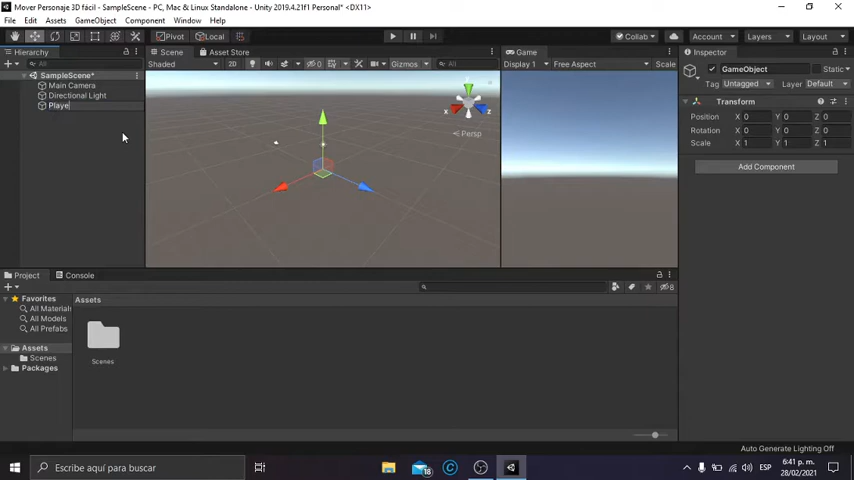 Mover Personaje 3D fácil - SampleScene - PC, Mac & Linux Standalone - Unity 2019.4.21f1 Personal* <DX11>
File Edit Assets GameObject Component Window Help
Pivot Local Collab Account Layers Layout
Hierarchy Scene Asset Store Game Inspector
All Shaded 2D 0 Gizmos All Display 1 Free Aspect Scale GameObject Static
SampleScene*
Tag Untagged Layer Default
Main Camera
Directional Light
Playe
Transform
Position X 0 Y 0 Z 0
Rotation X 0 Y 0 Z 0
Scale X 1 Y 1 Z 1
x y z
Persp
Add Component
Project Console
8
Favorites
All Materials
All Models
All Prefabs
Assets
Scenes
Packages
Assets
Scenes
Auto Generate Lighting Off
Escribe aquí para buscar
18
ESP
6:41 p. m.
28/02/2021